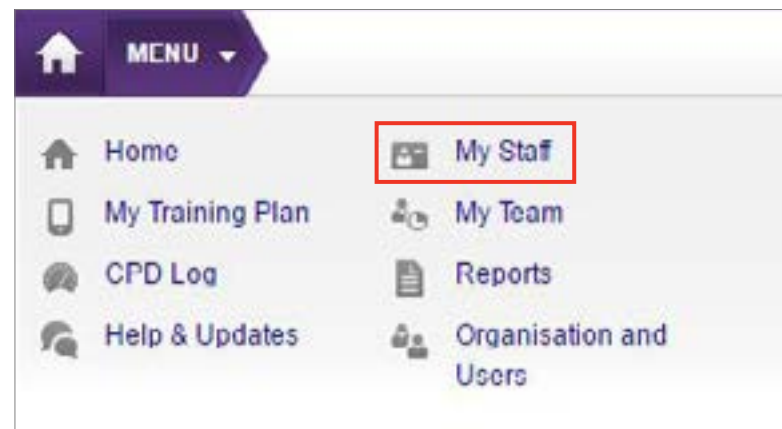 MENU
Home
My Training Plan
CPD Log
Help & Updates
My Staff
My Team
Reports
Organisation and
Users